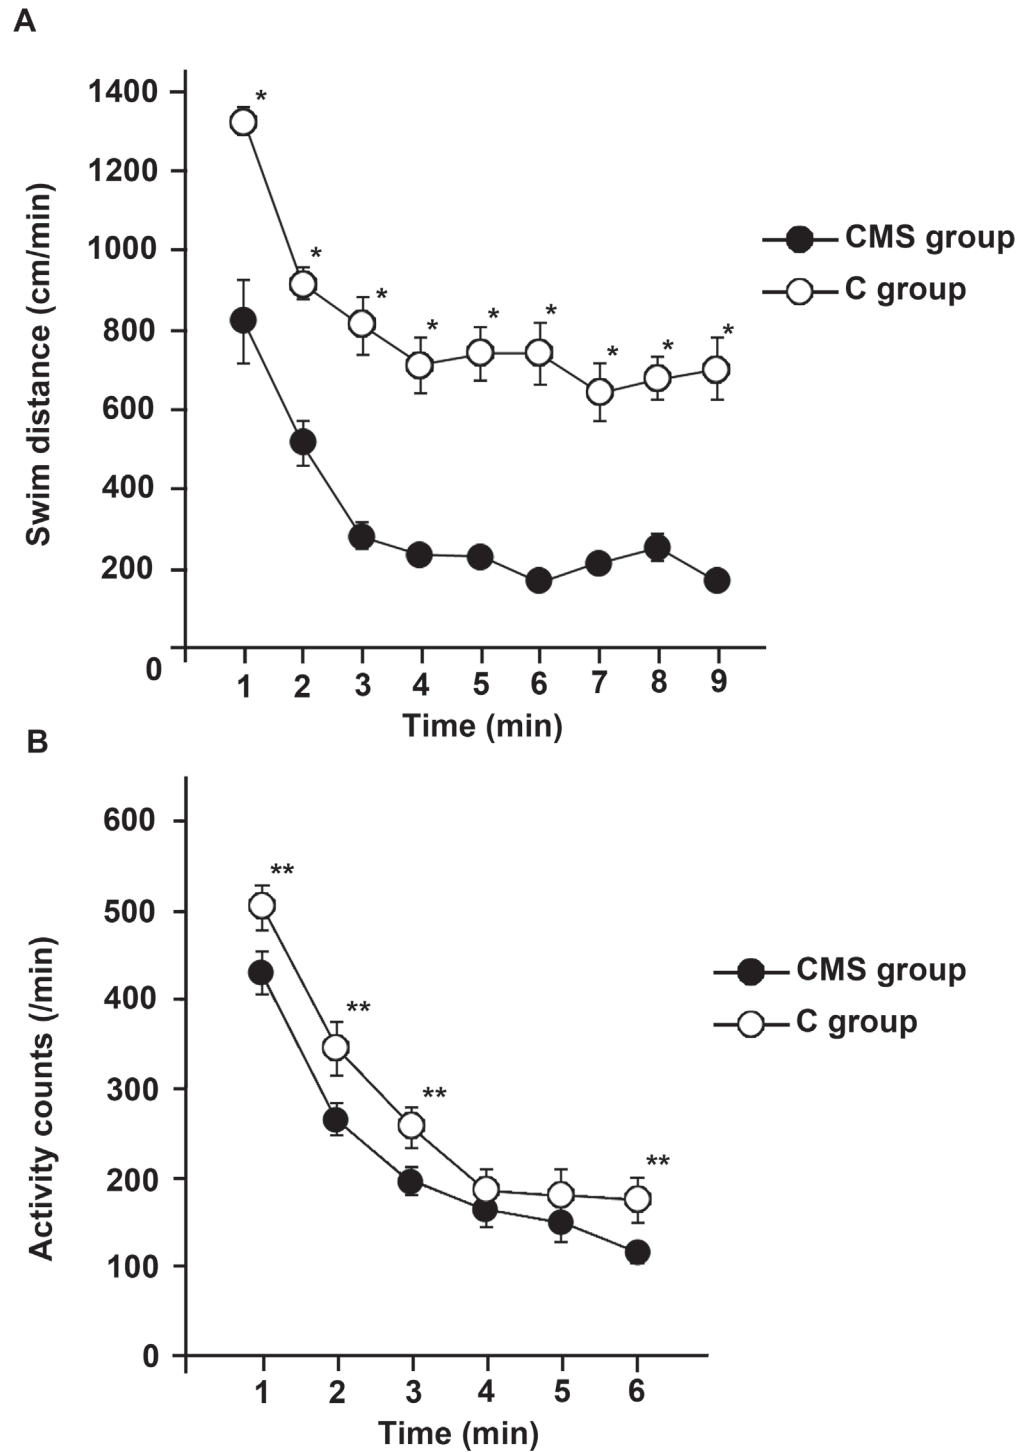 A
Swim distance (cm/min)
1400
1200
1000
800
600
400
200
0
*
*
*
*
*
*
*
*
*
1 2 3 4 5 6 7 8 9
Time (min)
CMS group
C group
B
Activity counts (/min)
600
500
400
300
200
100
0
**
**
**
**
1 2 3 4 5 6
Time (min)
CMS group
C group